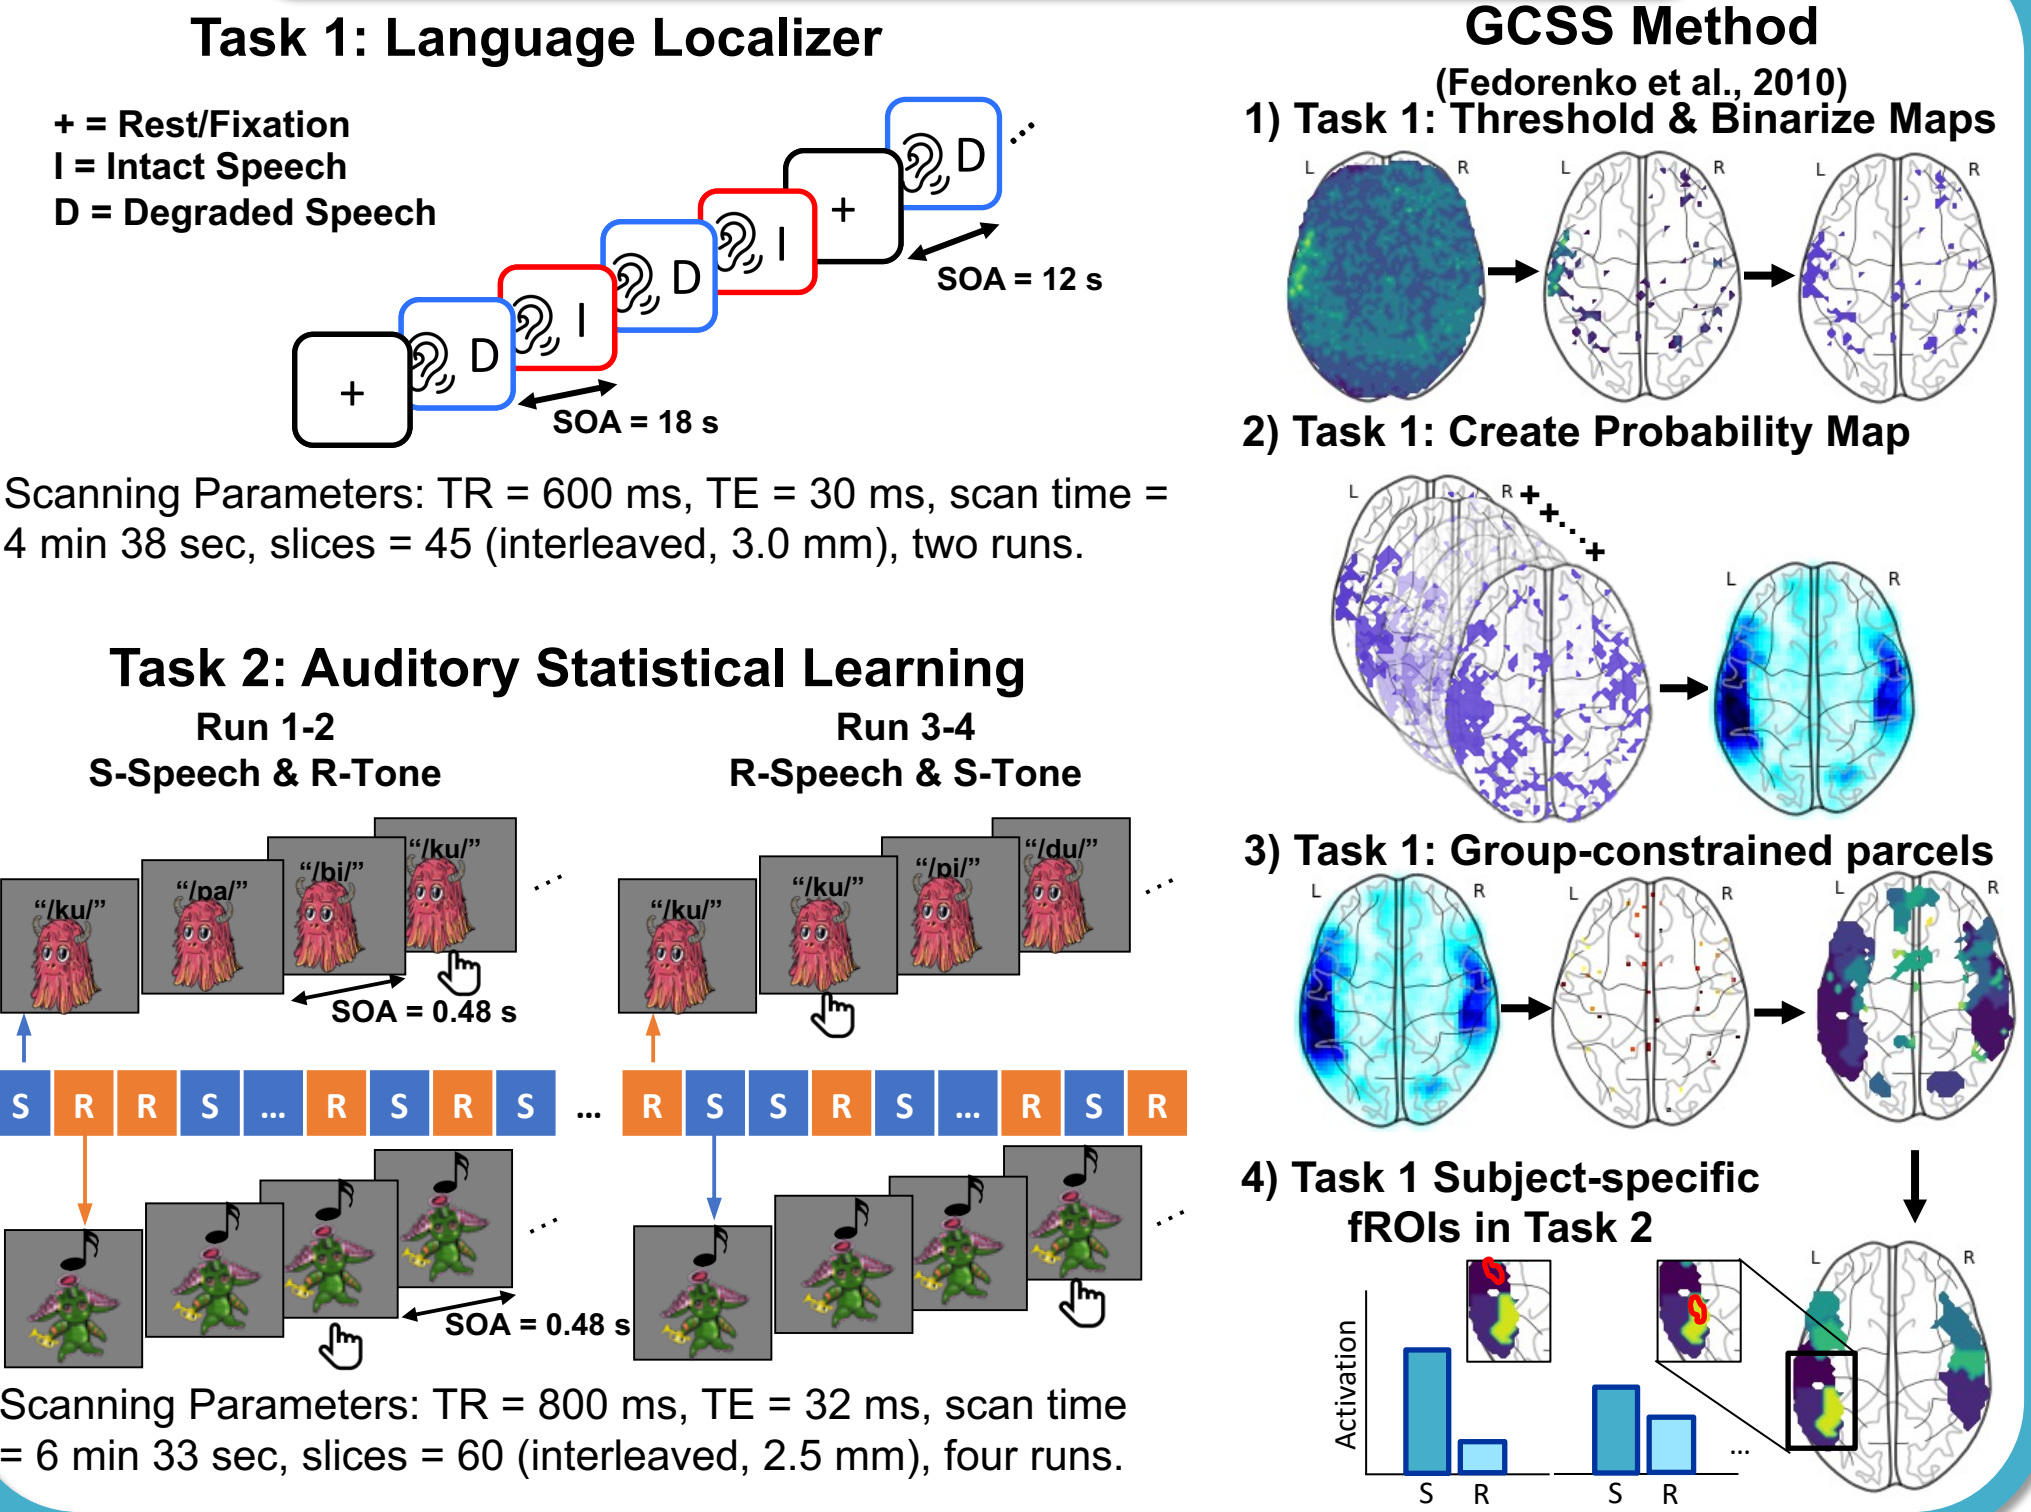 Task 1: Language Localizer
+ = Rest/Fixation
I = Intact Speech
D = Degraded Speech
+
D
I
D
I
+
D
SOA = 18 s
SOA = 12 s
Scanning Parameters: TR = 600 ms, TE = 30 ms, scan time =
4 min 38 sec, slices = 45 (interleaved, 3.0 mm), two runs.
Task 2: Auditory Statistical Learning
Run 1-2
S-Speech & R-Tone
“/ku/”
“/pa/”
“/bi/”
“/ku/”
...
SOA = 0.48 s
Run 3-4
R-Speech & S-Tone
“/ku/”
“/ku/”
“/pi/”
“/du/”
...
S R R S ... R S R S ... R S S R S ... R S R
SOA = 0.48 s
Scanning Parameters: TR = 800 ms, TE = 32 ms, scan time
= 6 min 33 sec, slices = 60 (interleaved, 2.5 mm), four runs.
GCSS Method
(Fedorenko et al., 2010)
1) Task 1: Threshold & Binarize Maps
L R L R L R
2) Task 1: Create Probability Map
L R + +...+
L R
3) Task 1: Group-constrained parcels
L R L R L R
4) Task 1 Subject-specific
fROIs in Task 2
L R
Activation
S R S R ...